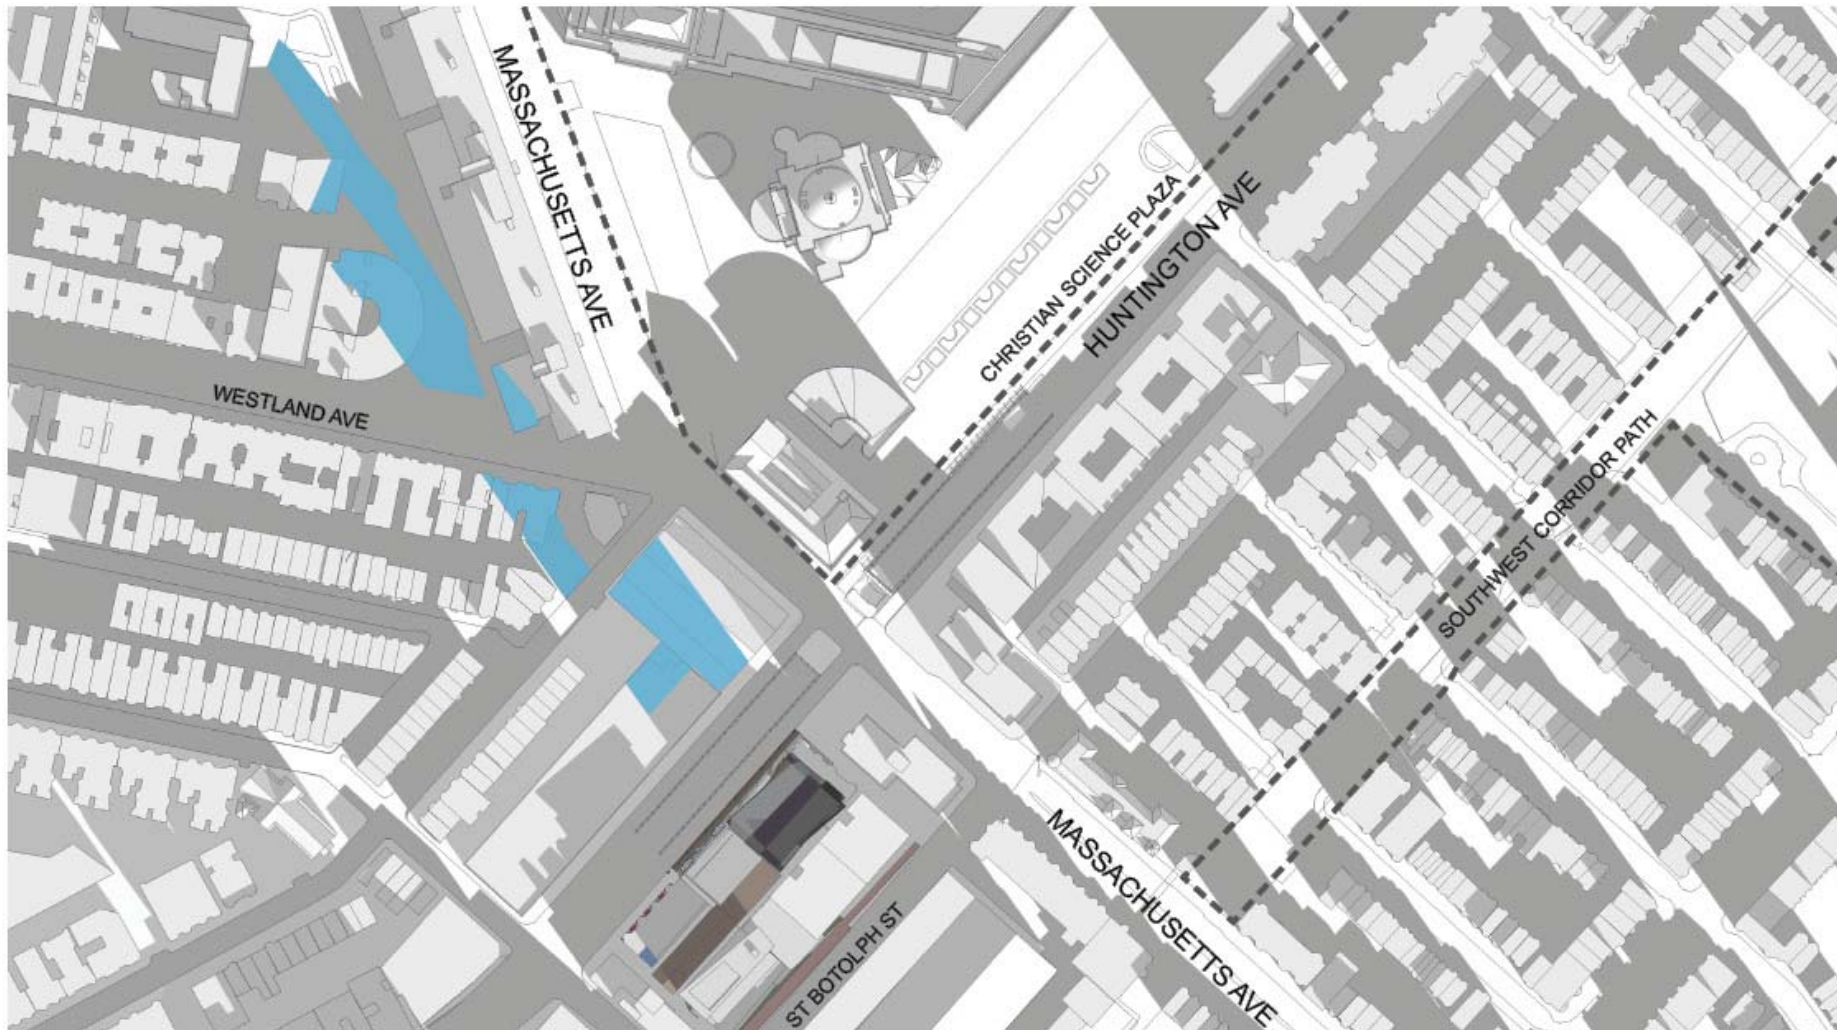 MASSACHUSETTS AVE
CHRISTIAN SCIENCE PLAZA
HUNTINGTON AVE
WESTLAND AVE
SOUTHWEST CORRIDOR PATH
MASSACHUSETTS AVE
ST BOTOLPH ST